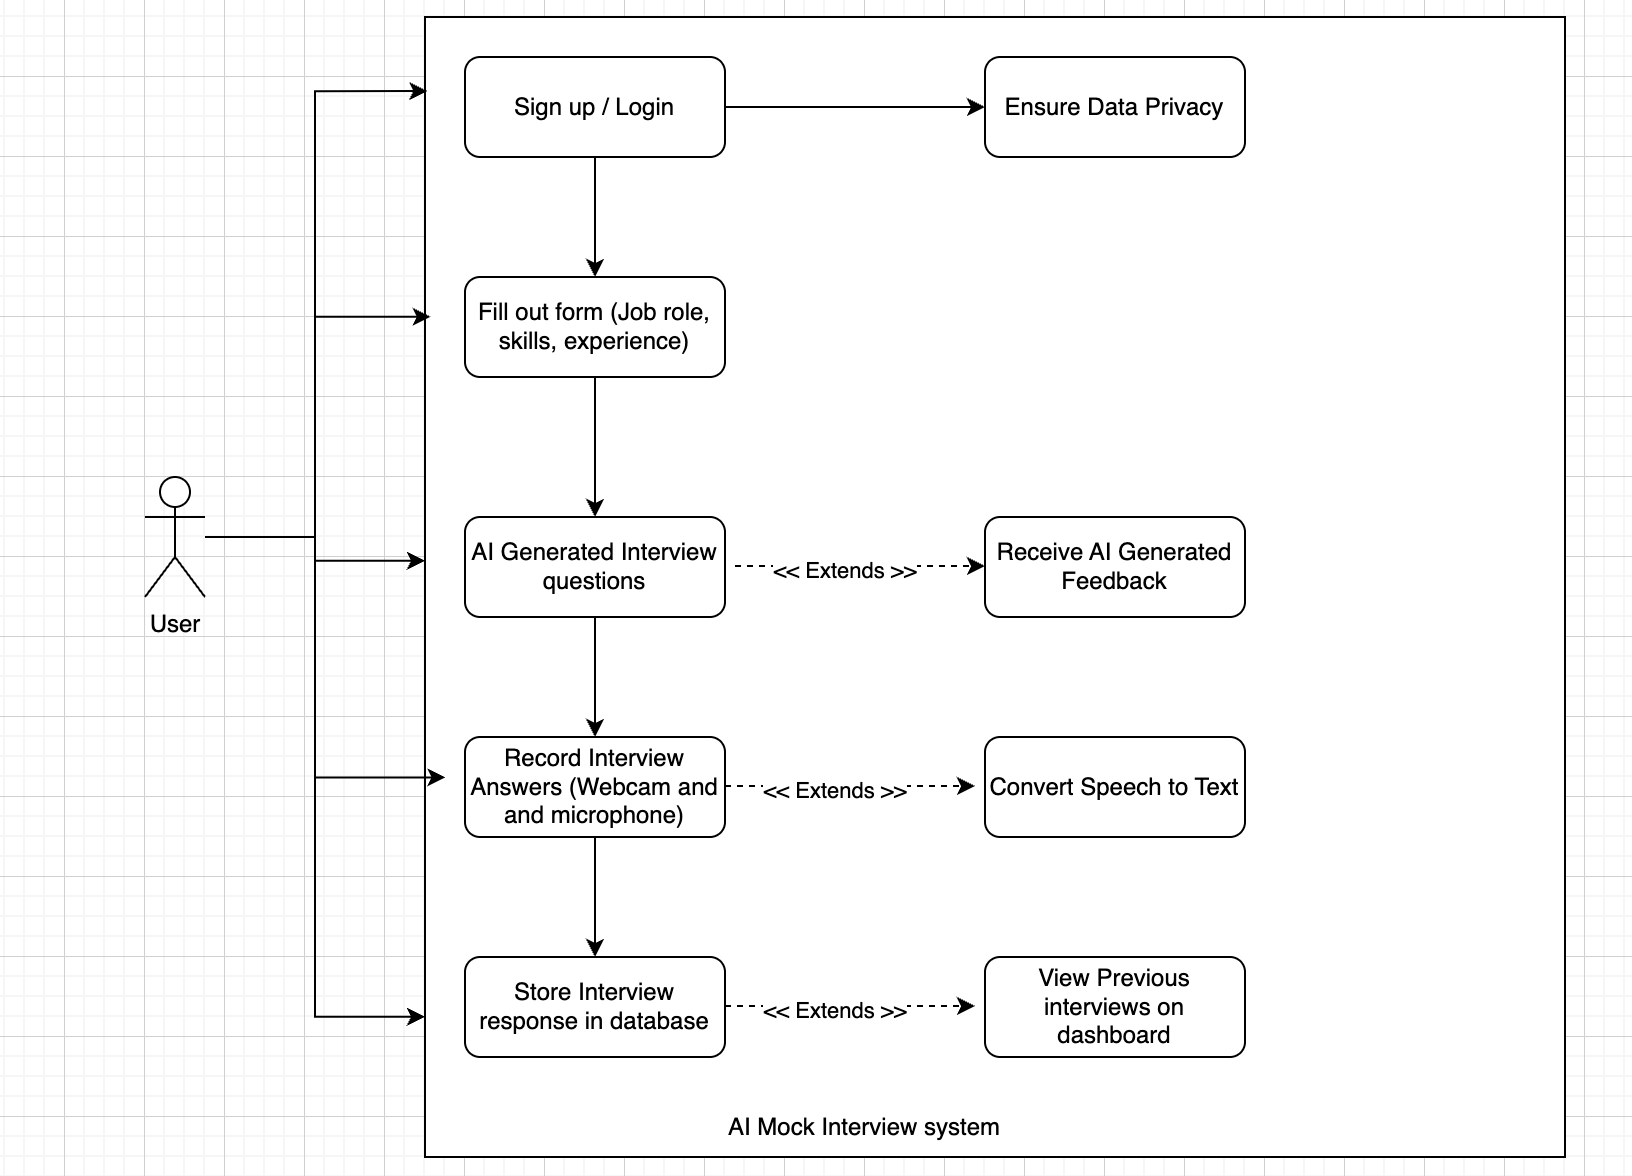 Sign up / Login
Ensure Data Privacy
Fill out form (Job role,
skills, experience)
AI Generated Interview
questions
<< Extends >>
Receive AI Generated
Feedback
User
Record Interview
Answers (Webcam and
and microphone)
<< Extends >>
Convert Speech to Text
Store Interview
response in database
<< Extends >>
View Previous
interviews on
dashboard
AI Mock Interview system